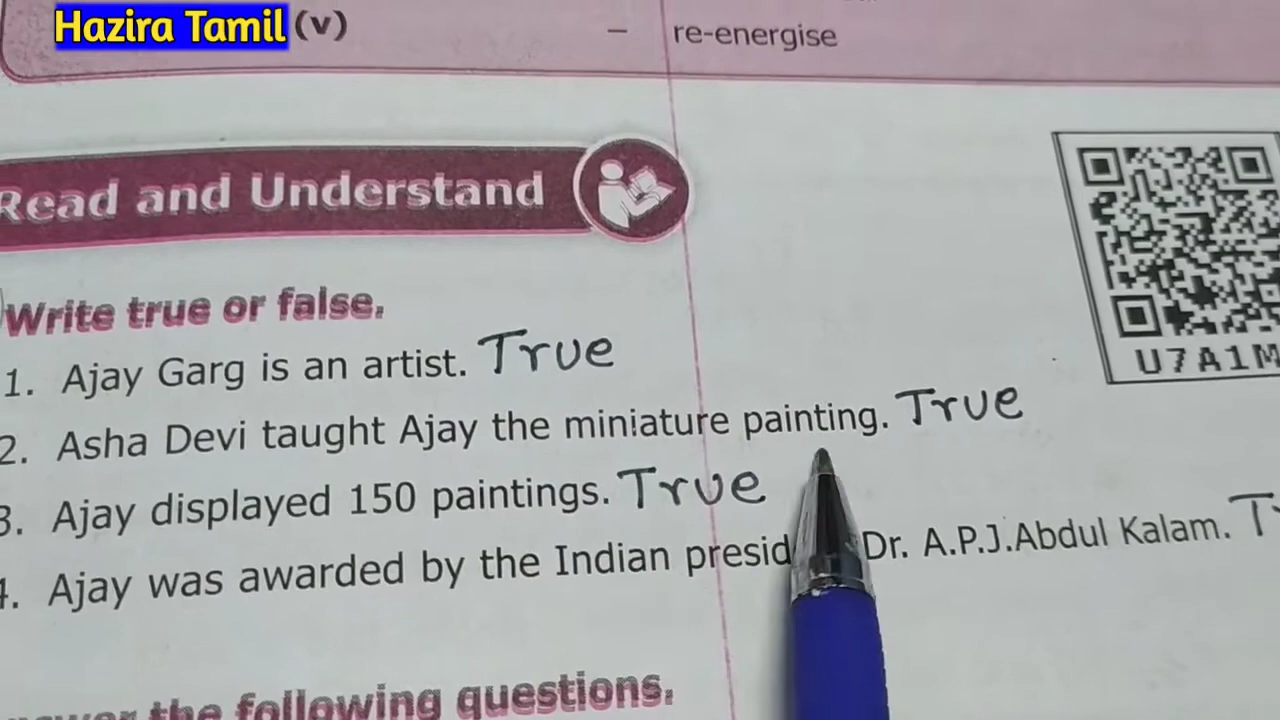 Hazira Tamil (v) – re-energise
Read and Understand
Write true or false.
1. Ajay Garg is an artist. True
2. Asha Devi taught Ajay the miniature painting. True
3. Ajay displayed 150 paintings. True
4. Ajay was awarded by the Indian presid Dr. A.P.J.Abdul Kalam. T
the following questions.
U7A1M